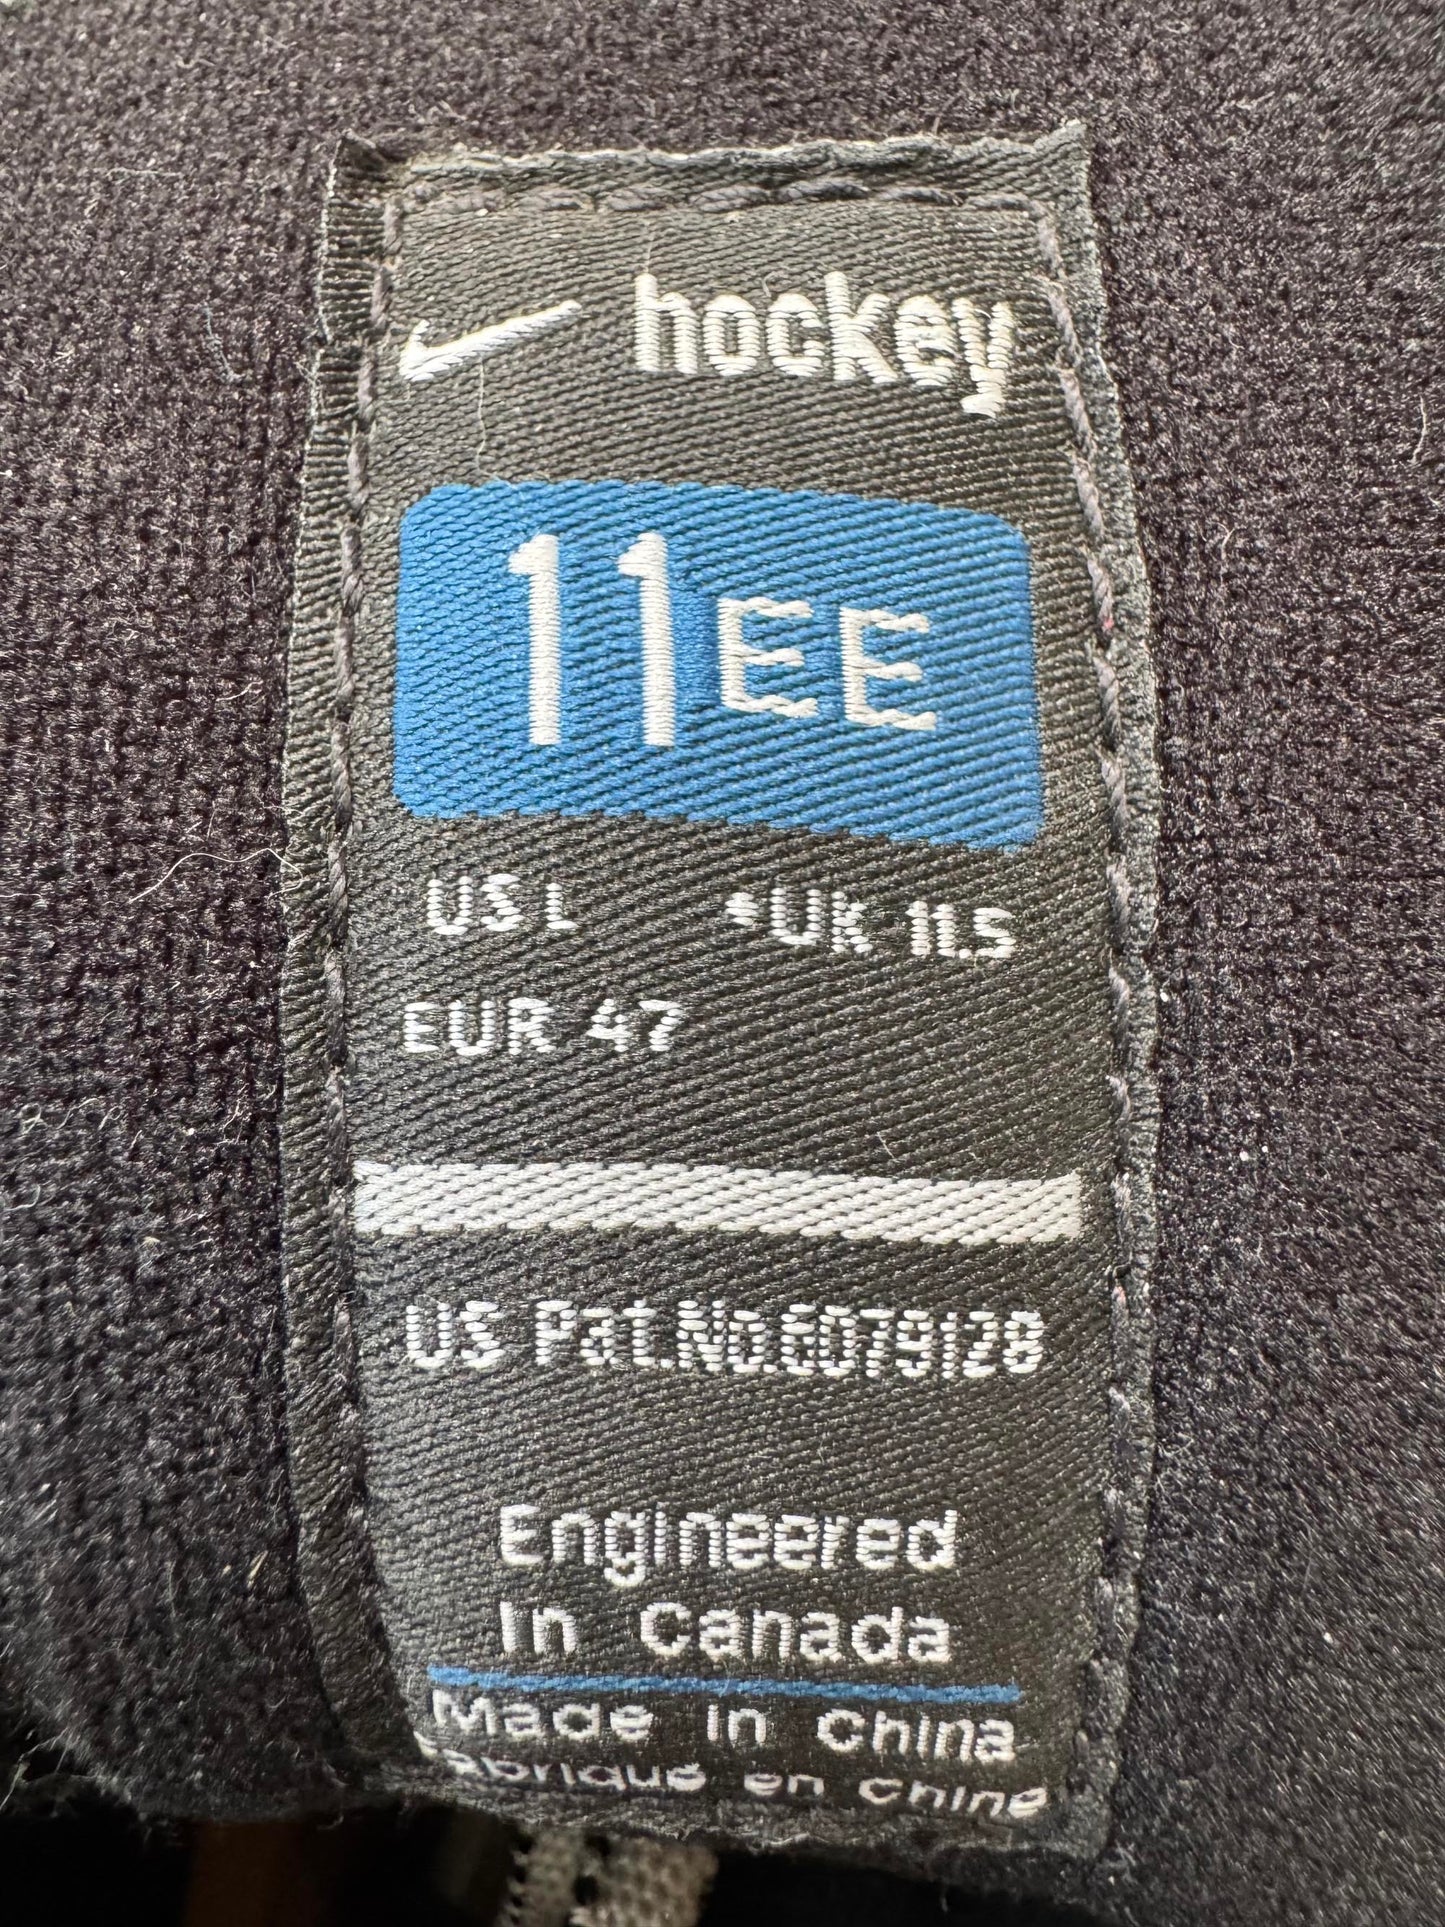 hockey
11EE
US L *UK 11.5
EUR 47
US Pat.No.6079128
Engineered
In Canada
Made in China
Fabriqué en Chine